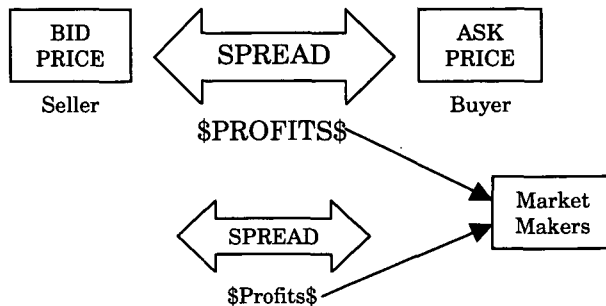 BID
PRICE
SPREAD
ASK
PRICE
Seller
Buyer
$PROFITS$
Market
Makers
SPREAD
$Profits$